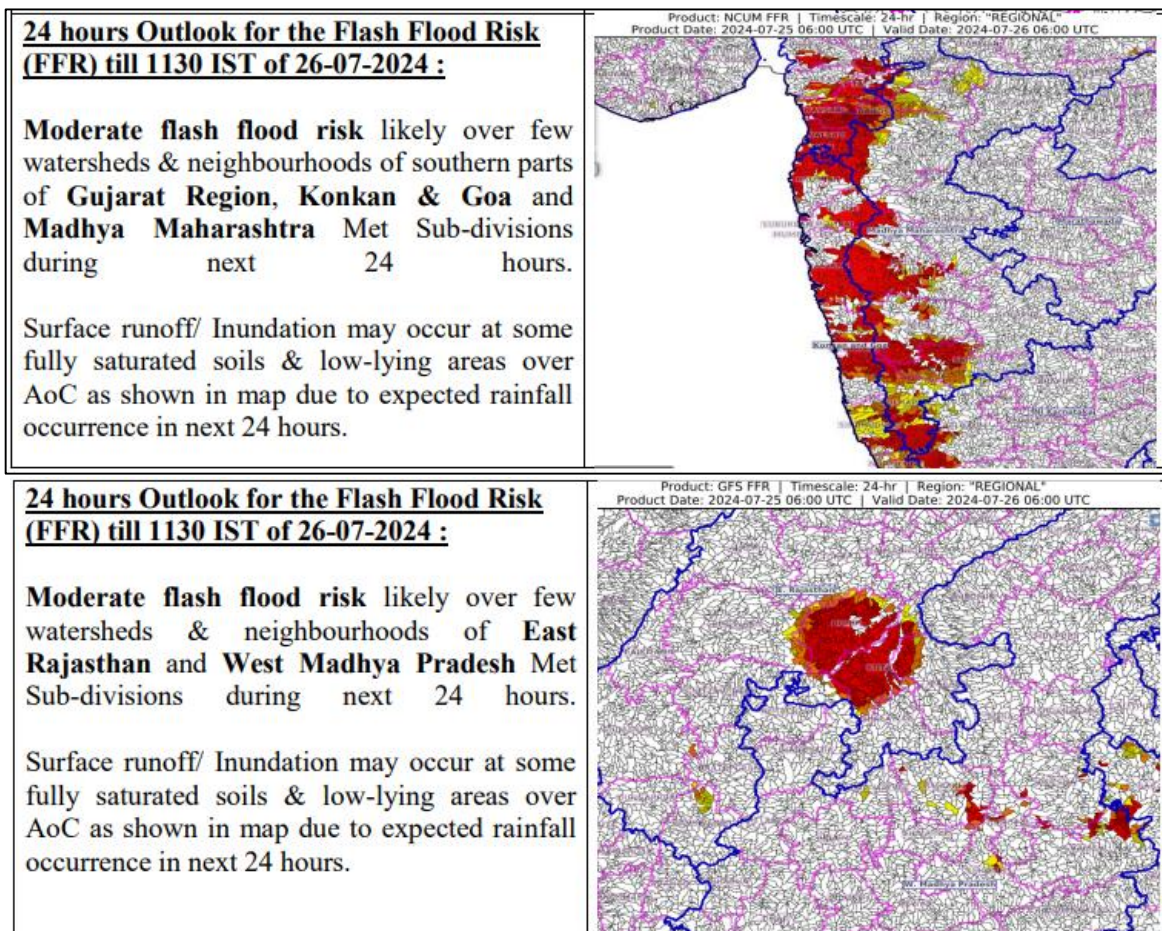 24 hours Outlook for the Flash Flood Risk
(FFR) till 1130 IST of 26-07-2024 :
Moderate flash flood risk likely over few
watersheds & neighbourhoods of southern parts
of Gujarat Region, Konkan & Goa and
Madhya Maharashtra Met Sub-divisions
during next 24 hours.
Surface runoff/ Inundation may occur at some
fully saturated soils & low-lying areas over
AoC as shown in map due to expected rainfall
occurrence in next 24 hours.
Product: NCUM FFR | Timescale: 24-hr | Region: "REGIONAL"
Product Date: 2024-07-25 06:00 UTC | Valid Date: 2024-07-26 06:00 UTC
Madhya Maharashtra
Konkan and Goa
24 hours Outlook for the Flash Flood Risk
(FFR) till 1130 IST of 26-07-2024 :
Moderate flash flood risk likely over few
watersheds & neighbourhoods of East
Rajasthan and West Madhya Pradesh Met
Sub-divisions during next 24 hours.
Surface runoff/ Inundation may occur at some
fully saturated soils & low-lying areas over
AoC as shown in map due to expected rainfall
occurrence in next 24 hours.
Product: GFS FFR | Timescale: 24-hr | Region: "REGIONAL"
Product Date: 2024-07-25 06:00 UTC | Valid Date: 2024-07-26 06:00 UTC
E. Rajasthan
KOTA
W. Madhya Pradesh